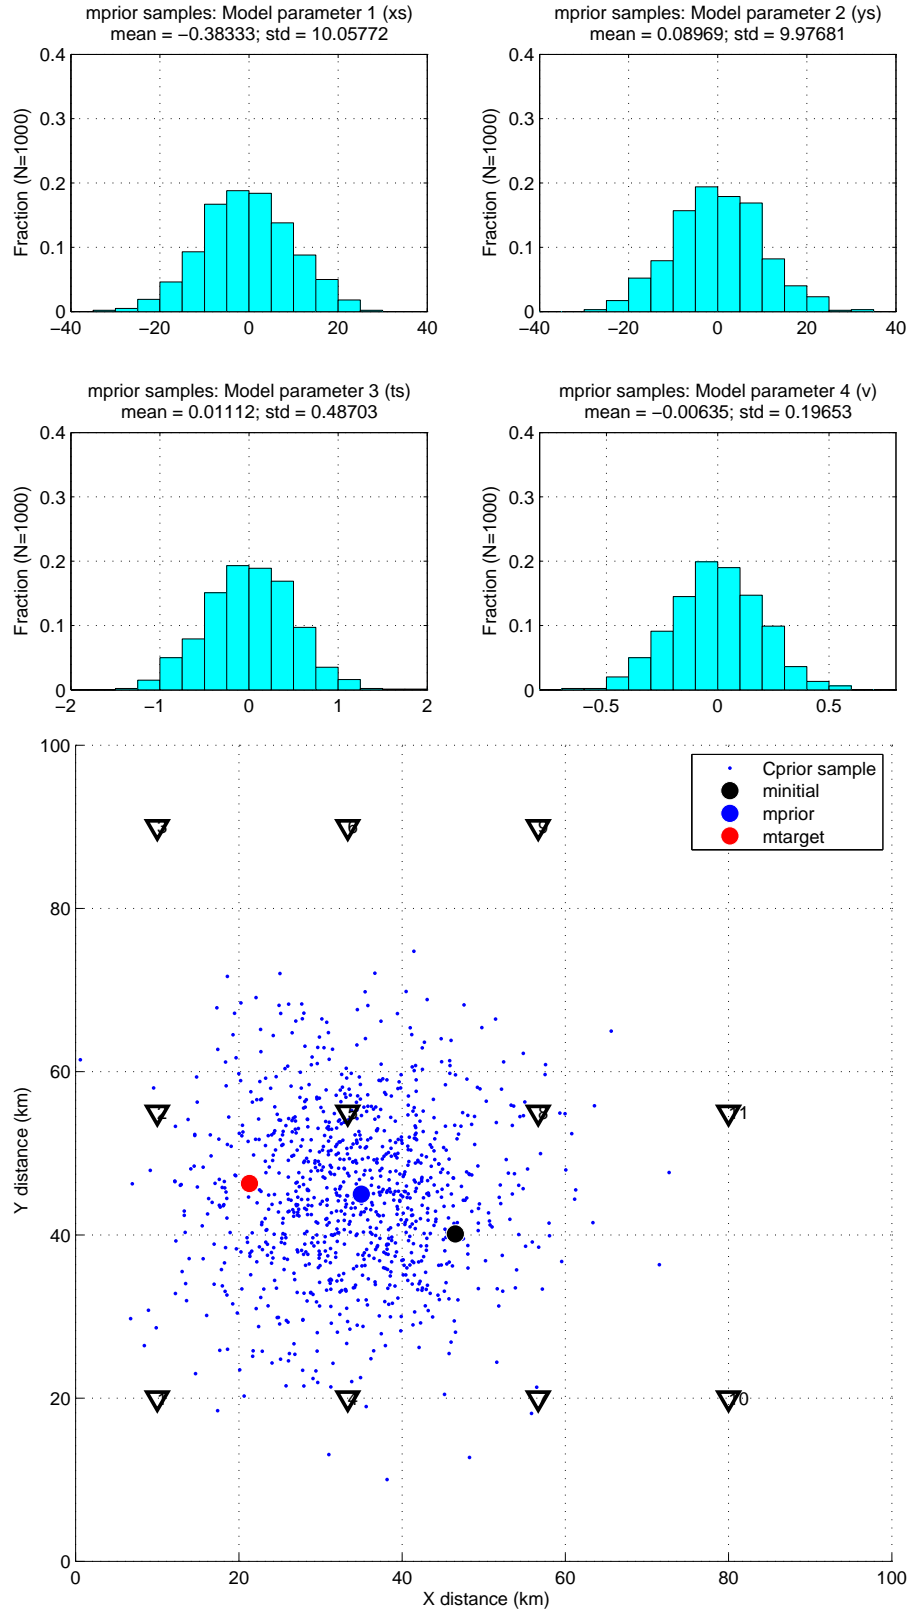 mprior samples: Model parameter 1 (xs)
mean = −0.38333; std = 10.05772
0.4
0.3
0.2
0.1
0
Fraction (N=1000)
−40 −20 0 20 40
mprior samples: Model parameter 2 (ys)
mean = 0.08969; std = 9.97681
0.4
0.3
0.2
0.1
0
Fraction (N=1000)
−40 −20 0 20 40
mprior samples: Model parameter 3 (ts)
mean = 0.01112; std = 0.48703
0.4
0.3
0.2
0.1
0
Fraction (N=1000)
−2 −1 0 1 2
mprior samples: Model parameter 4 (v)
mean = −0.00635; std = 0.19653
0.4
0.3
0.2
0.1
0
Fraction (N=1000)
−0.5 0 0.5
100
80
60
40
20
0
Y distance (km)
Cprior sample
minitial
mprior
mtarget
3 6 9
2 8 11
4 10
0 20 40 60 80 100
X distance (km)